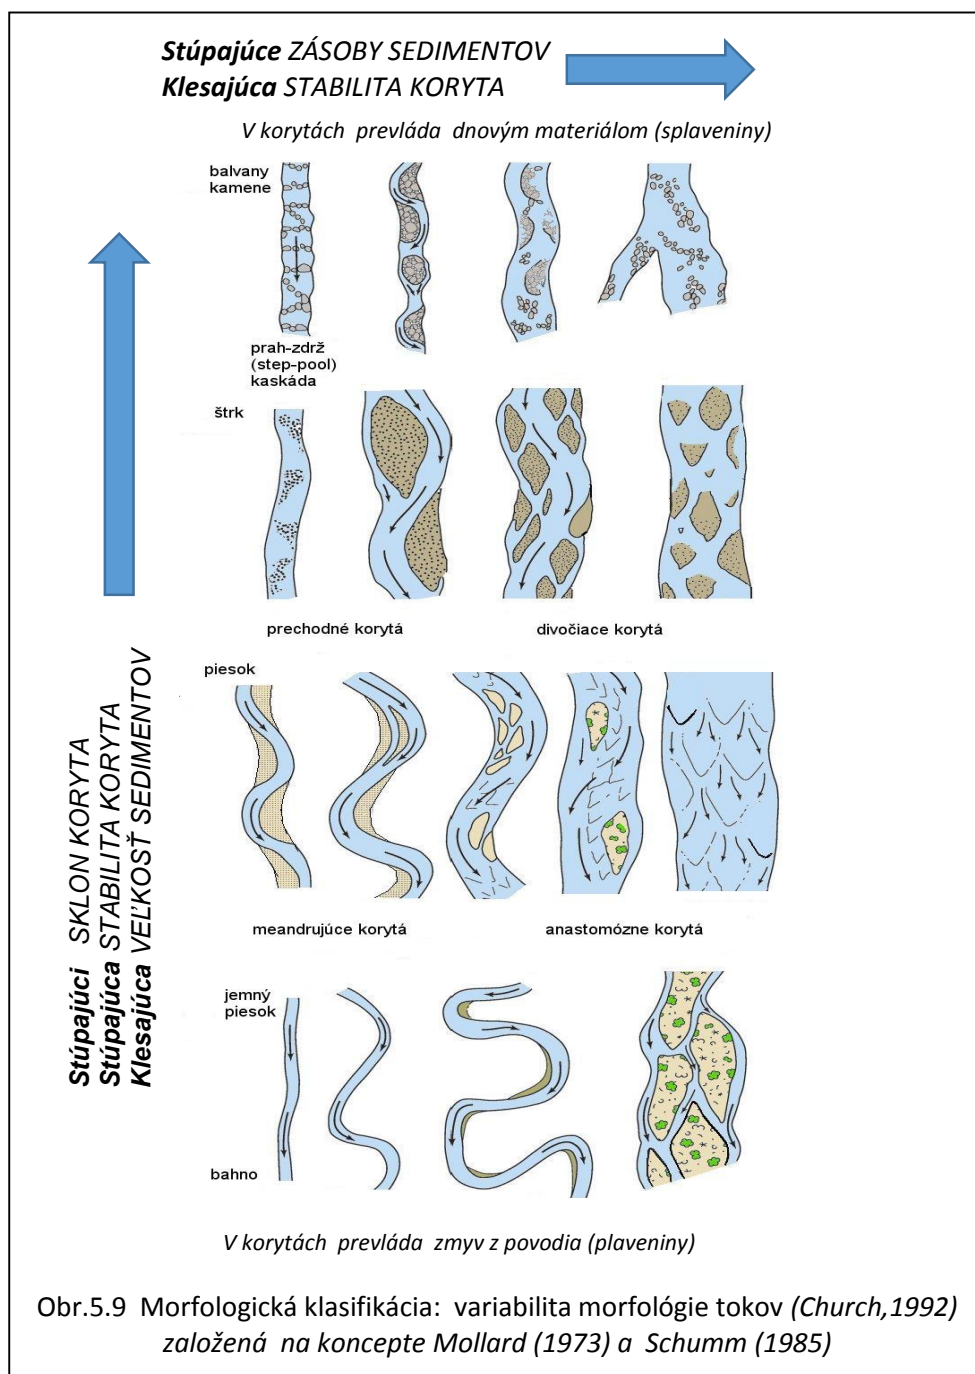 Stúpajúce ZÁSOBY SEDIMENTOV
Klesajúca STABILITA KORYTA
V korytách prevláda dnovým materiálom (splaveniny)
balvany
kamene
prah-zdrž
(step-pool)
kaskáda
štrk
prechodné korytá
divočiace korytá
piesok
Stúpajúci SKLON KORYTA
Stúpajúca STABILITA KORYTA
Klesajúca VEĽKOSŤ SEDIMENTOV
meandrujúce korytá
anastomózne korytá
jemný
piesok
bahno
V korytách prevláda zmyv z povodia (plaveniny)
Obr.5.9 Morfologická klasifikácia: variabilita morfológie tokov (Church,1992)
založená na koncepte Mollard (1973) a Schumm (1985)